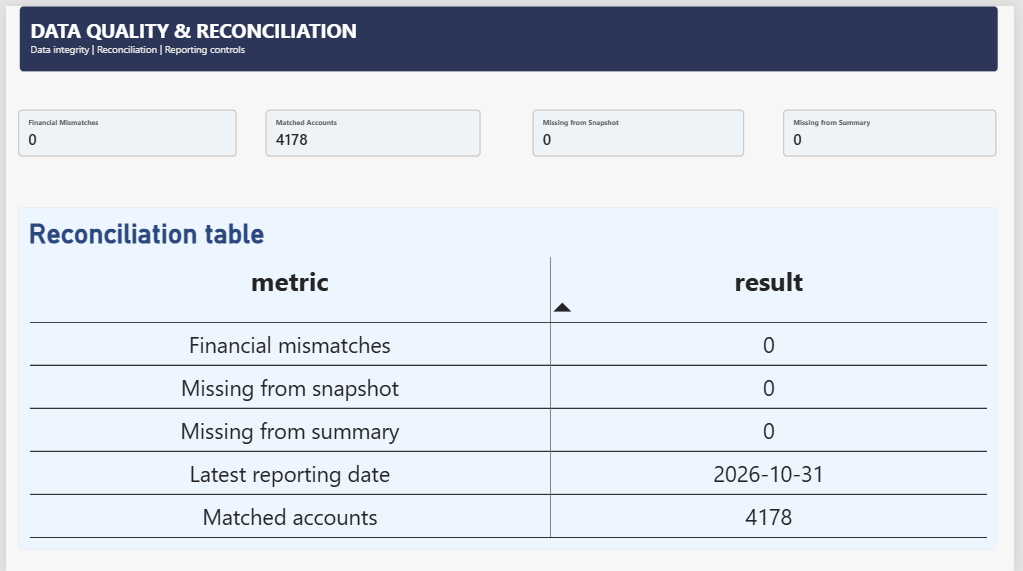 DATA QUALITY & RECONCILIATION
Data integrity | Reconciliation | Reporting controls
Financial Mismatches
0
Matched Accounts
4178
Missing from Snapshot
0
Missing from Summary
0
Reconciliation table
metric result
Financial mismatches 0
Missing from snapshot 0
Missing from summary 0
Latest reporting date 2026-10-31
Matched accounts 4178